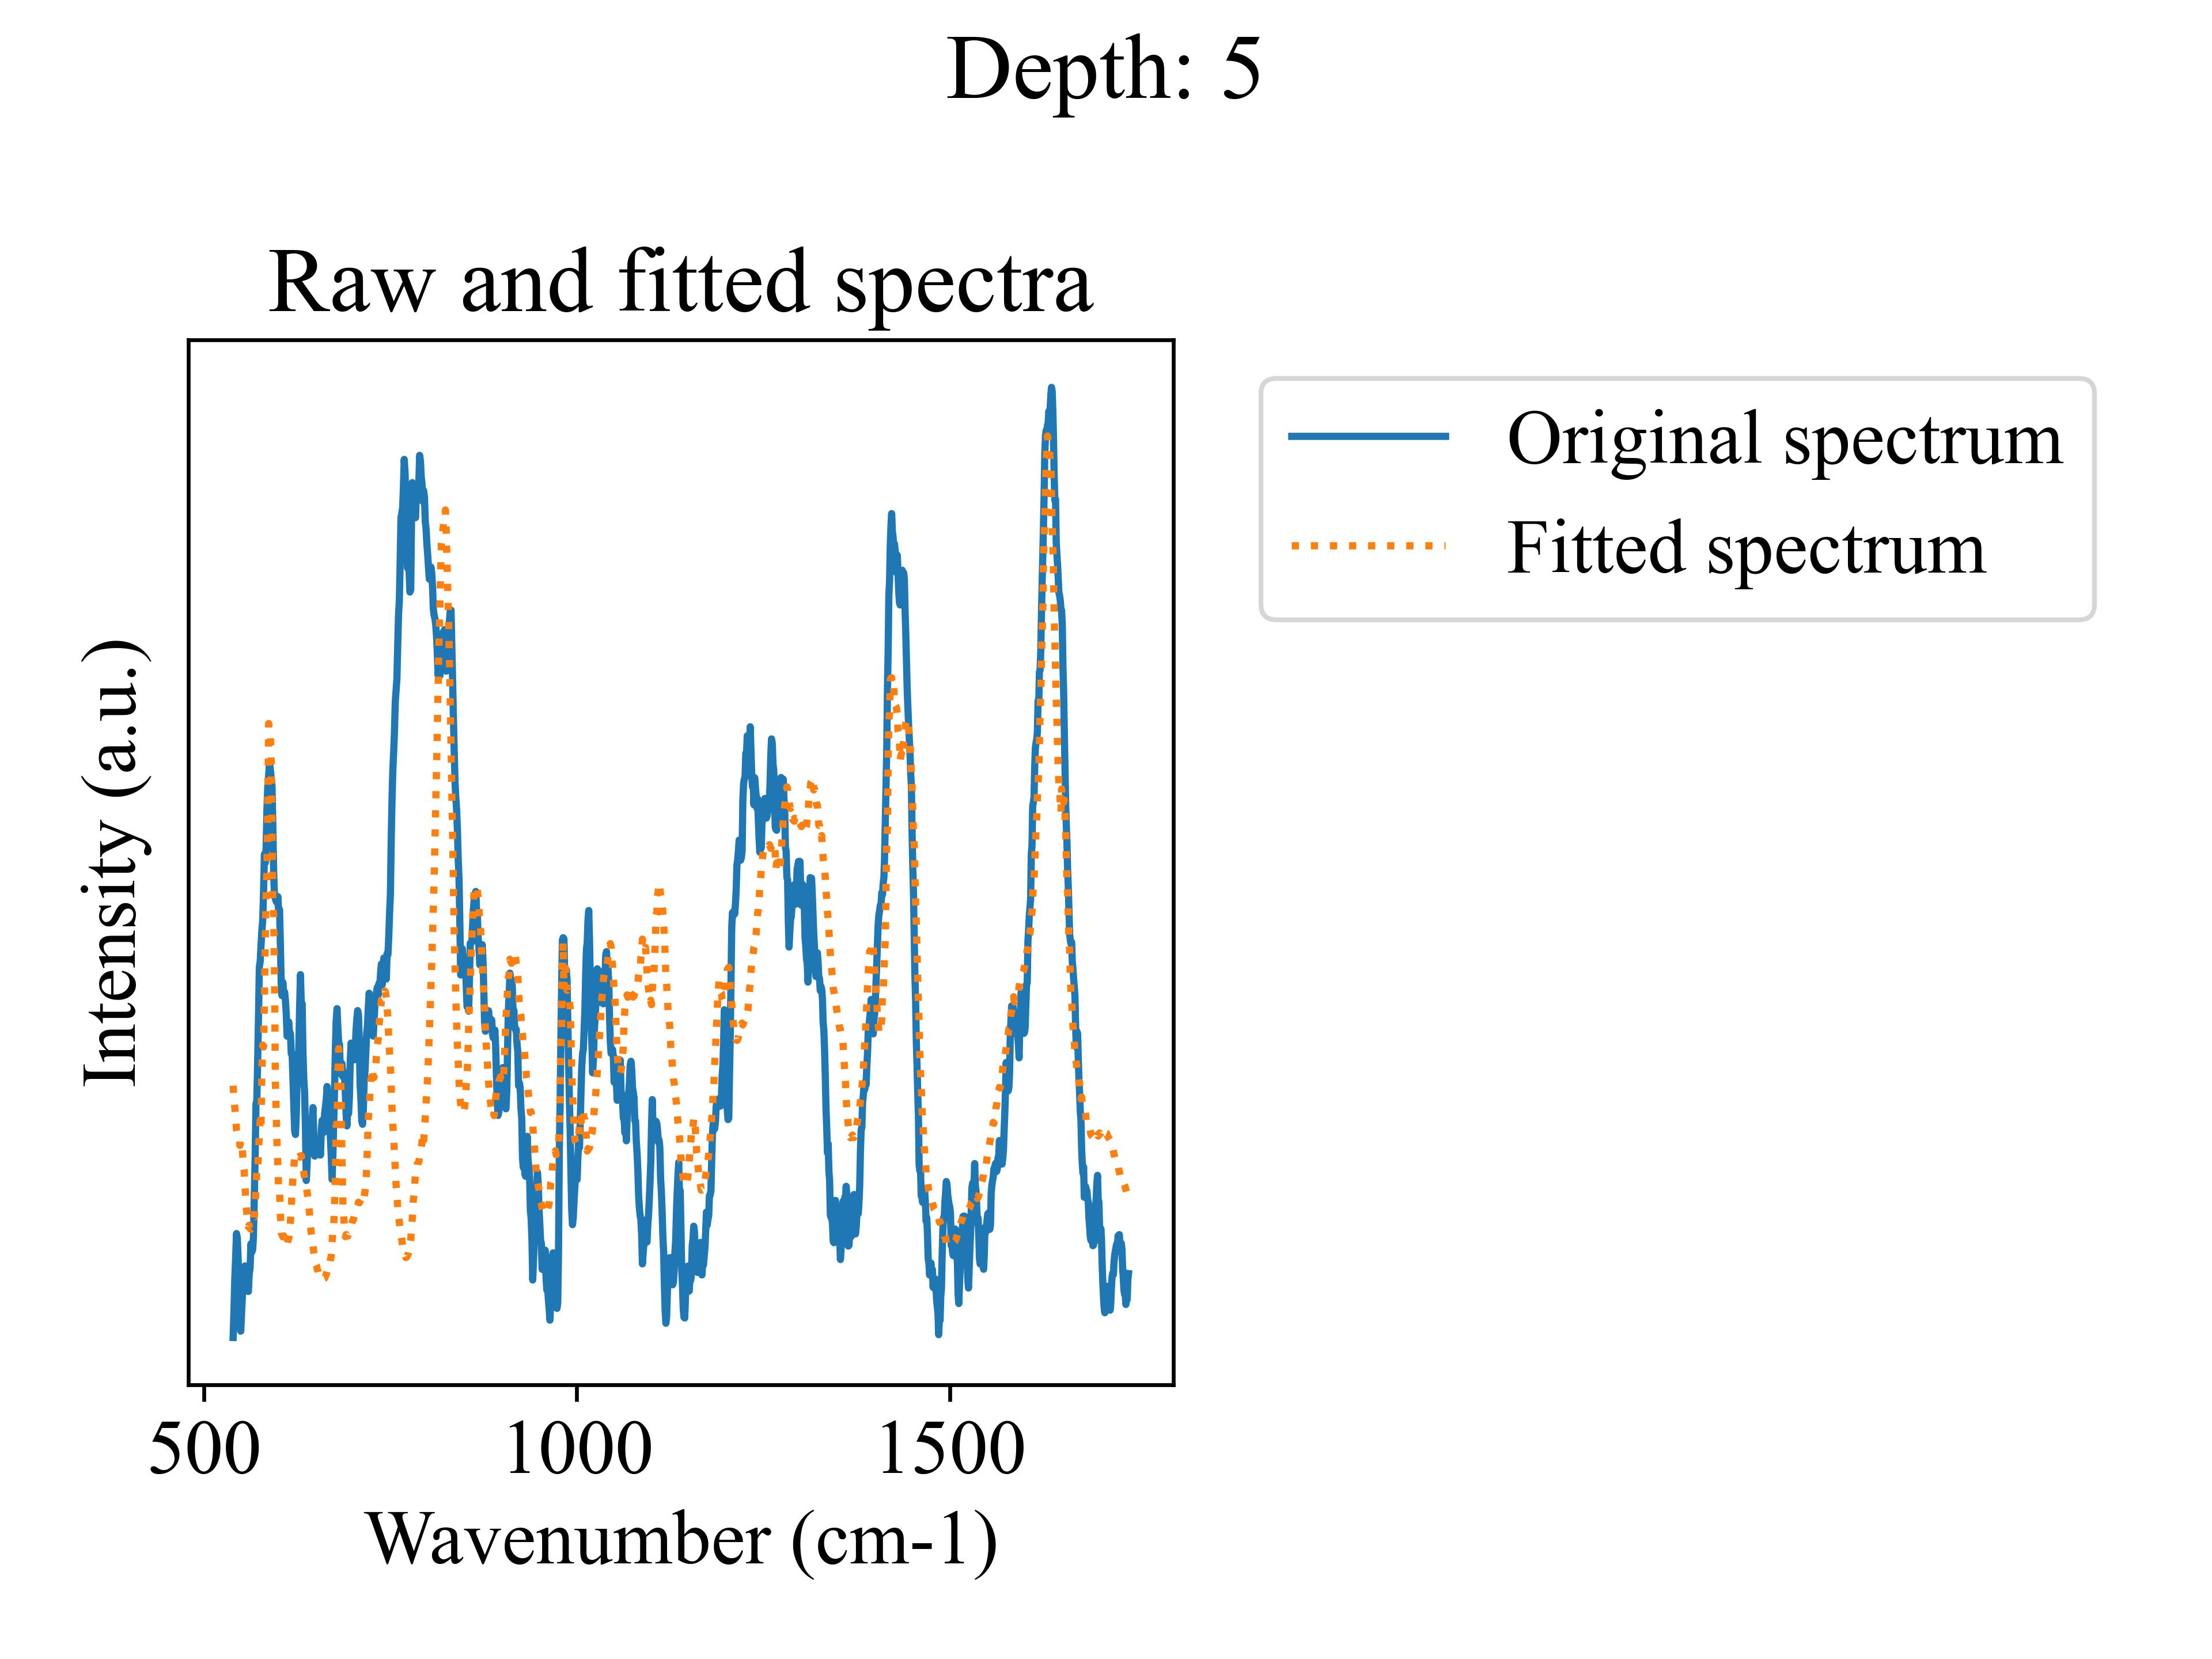 Depth: 5
Raw and fitted spectra
Original spectrum
Fitted spectrum
Intensity (a.u.)
500 1000 1500
Wavenumber (cm-1)